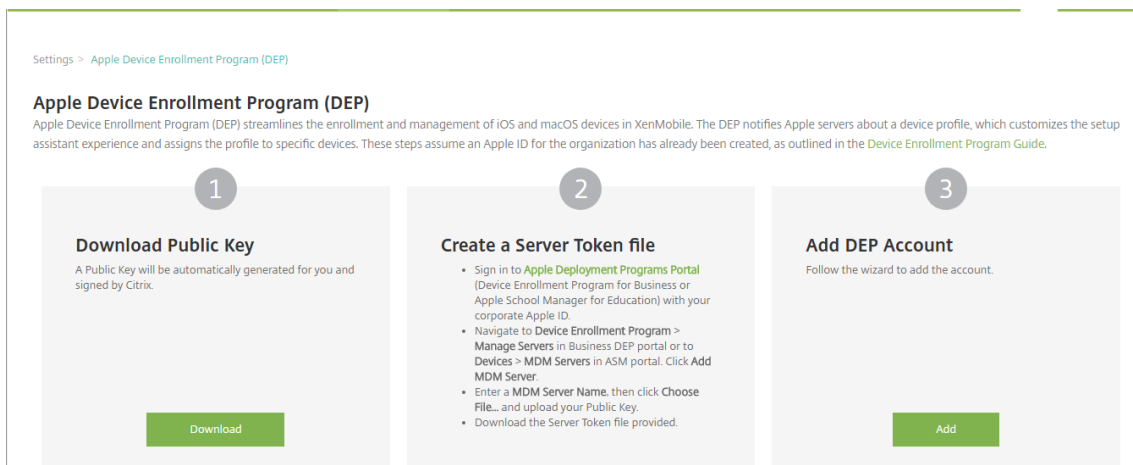 Settings > Apple Device Enrollment Program (DEP)
Apple Device Enrollment Program (DEP)
Apple Device Enrollment Program (DEP) streamlines the enrollment and management of iOS and macOS devices in XenMobile. The DEP notifies Apple servers about a device profile, which customizes the setup
assistant experience and assigns the profile to specific devices. These steps assume an Apple ID for the organization has already been created, as outlined in the Device Enrollment Program Guide.
1
Download Public Key
A Public Key will be automatically generated for you and
signed by Citrix.
Download
2
Create a Server Token file
• Sign in to Apple Deployment Programs Portal
(Device Enrollment Program for Business or
Apple School Manager for Education) with your
corporate Apple ID.
• Navigate to Device Enrollment Program >
Manage Servers in Business DEP portal or to
Devices > MDM Servers in ASM portal. Click Add
MDM Server.
• Enter a MDM Server Name. then click Choose
File... and upload your Public Key.
• Download the Server Token file provided.
3
Add DEP Account
Follow the wizard to add the account.
Add